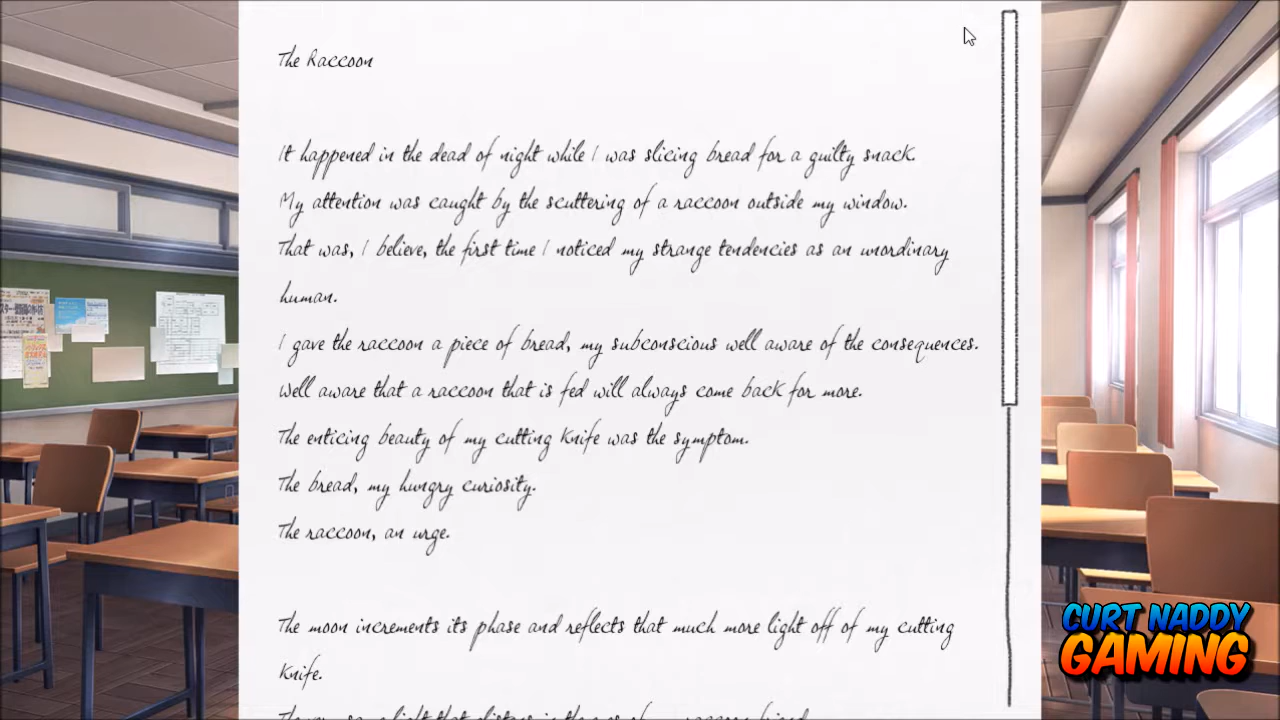 The Raccoon
It happened in the dead of night while I was slicing bread for a guilty snack.
My attention was caught by the scuttering of a raccoon outside my window.
That was, I believe, the first time I noticed my strange tendencies as an unordinary
human.
I gave the raccoon a piece of bread, my subconscious well aware of the consequences.
Well aware that a raccoon that is fed will always come back for more.
The enticing beauty of my cutting knife was the symptom.
The bread, my hungry curiosity.
The raccoon, an urge.
The moon increments its phase and reflects that much more light off of my cutting
knife.
CURT NADDY
GAMING